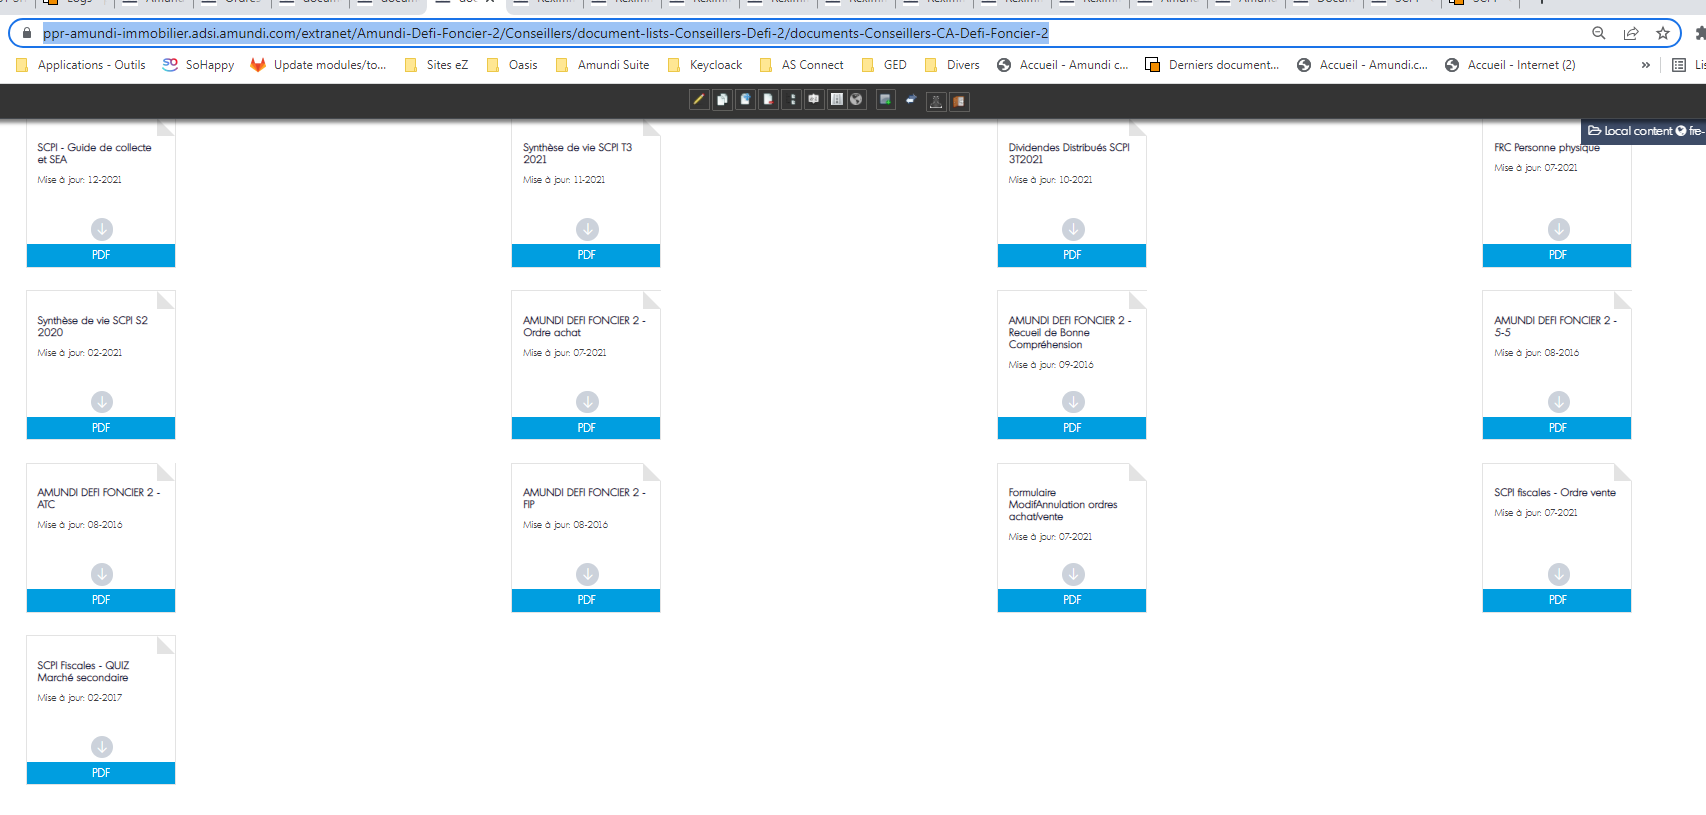 Logs
ppr-amundi-immobilier.adsi.amundi.com/extranet/Amundi-Defi-Foncier-2/Conseillers/document-lists-Conseillers-Defi-2/documents-Conseillers-CA-Defi-Foncier-2
Applications - Outils SoHappy Update modules/to... Sites eZ Oasis Amundi Suite Keycloack AS Connect GED Divers Accueil - Amundi c... Derniers document... Accueil - Amundi.c... Accueil - Internet (2) »
Local content fre-
SCPI - Guide de collecte
et SEA
Mise à jour: 12-2021
PDF
Synthèse de vie SCPI T3
2021
Mise à jour: 11-2021
PDF
Dividendes Distribués SCPI
3T2021
Mise à jour: 10-2021
PDF
FRC Personne physique
Mise à jour: 07-2021
PDF
Synthèse de vie SCPI S2
2020
Mise à jour: 02-2021
PDF
AMUNDI DEFI FONCIER 2 -
Ordre achat
Mise à jour: 07-2021
PDF
AMUNDI DEFI FONCIER 2 -
Recueil de Bonne
Compréhension
Mise à jour: 09-2016
PDF
AMUNDI DEFI FONCIER 2 -
5-5
Mise à jour: 08-2016
PDF
AMUNDI DEFI FONCIER 2 -
ATC
Mise à jour: 08-2016
PDF
AMUNDI DEFI FONCIER 2 -
FIP
Mise à jour: 08-2016
PDF
Formulaire
ModifAnnulation ordres
achat/vente
Mise à jour: 07-2021
PDF
SCPI fiscales - Ordre vente
Mise à jour: 07-2021
PDF
SCPI Fiscales - QUIZ
Marché secondaire
Mise à jour: 02-2017
PDF